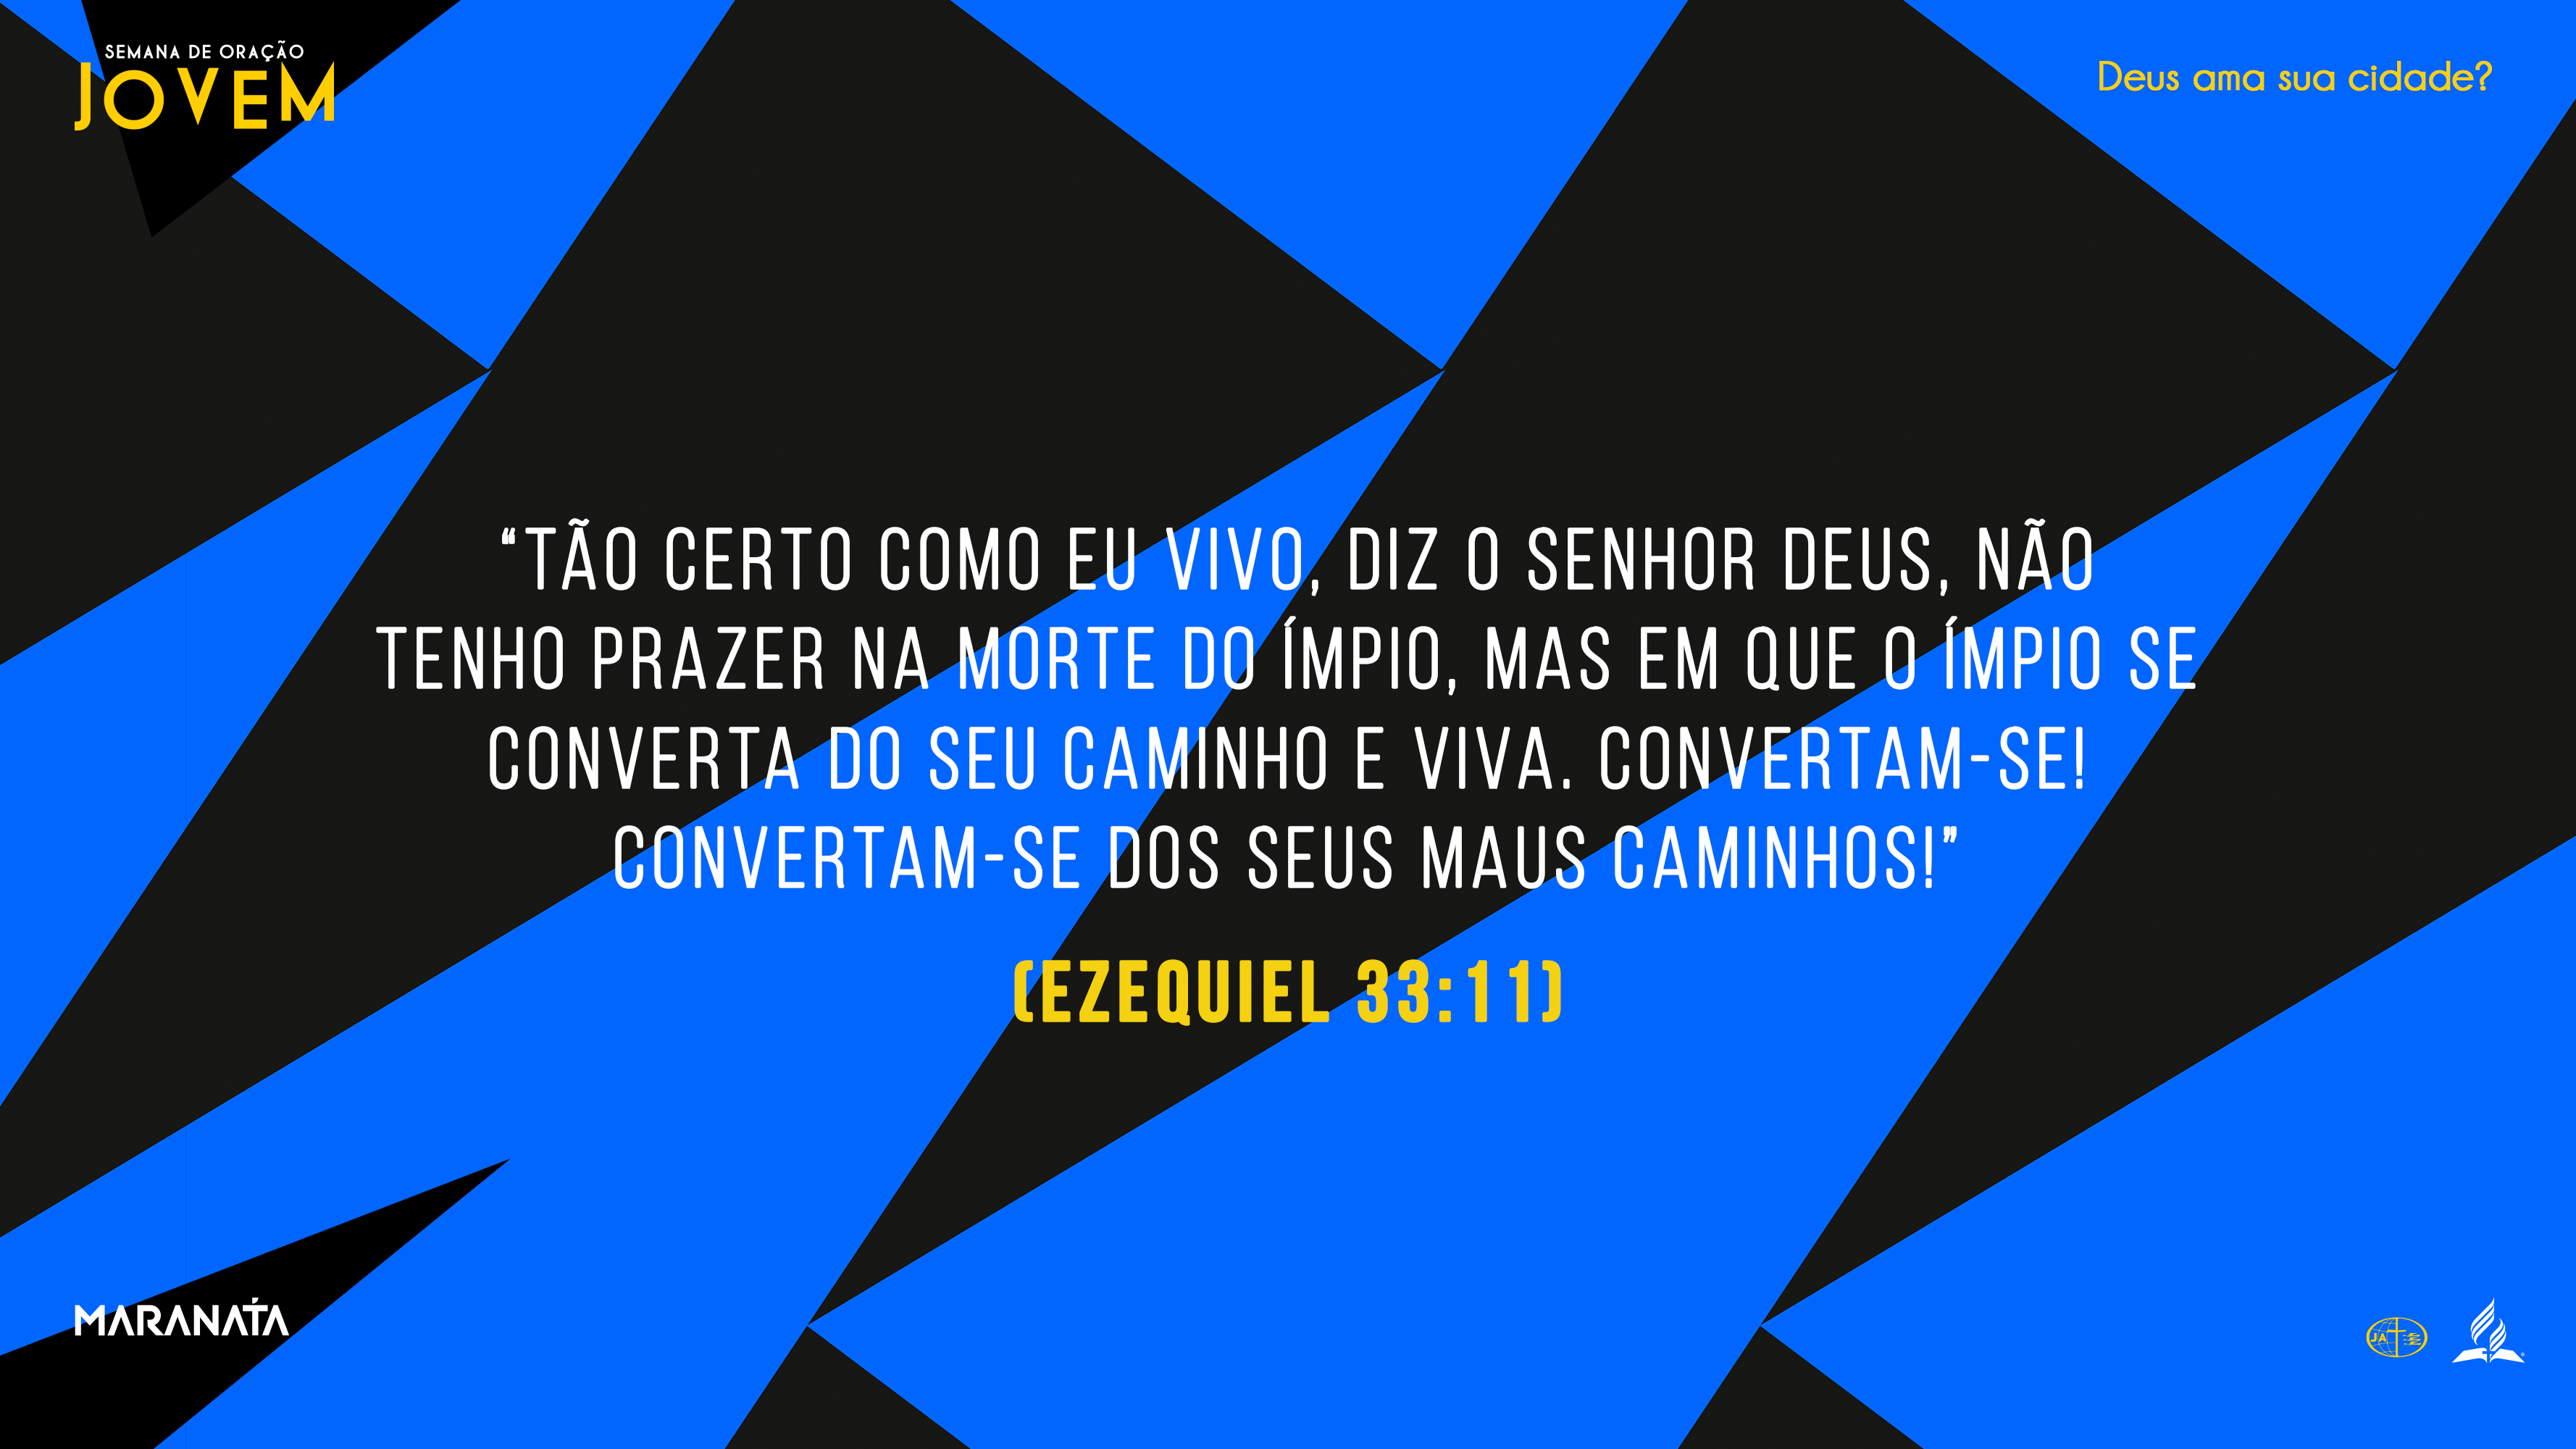 SEMANA DE ORAÇÃO
JOVEM
Deus ama sua cidade?
“TÃO CERTO COMO EU VIVO, DIZ O SENHOR DEUS, NÃO
TENHO PRAZER NA MORTE DO ÍMPIO, MAS EM QUE O ÍMPIO SE
CONVERTA DO SEU CAMINHO E VIVA. CONVERTAM-SE!
CONVERTAM-SE DOS SEUS MAUS CAMINHOS!”
(EZEQUIEL 33:11)
MARANATA
JA